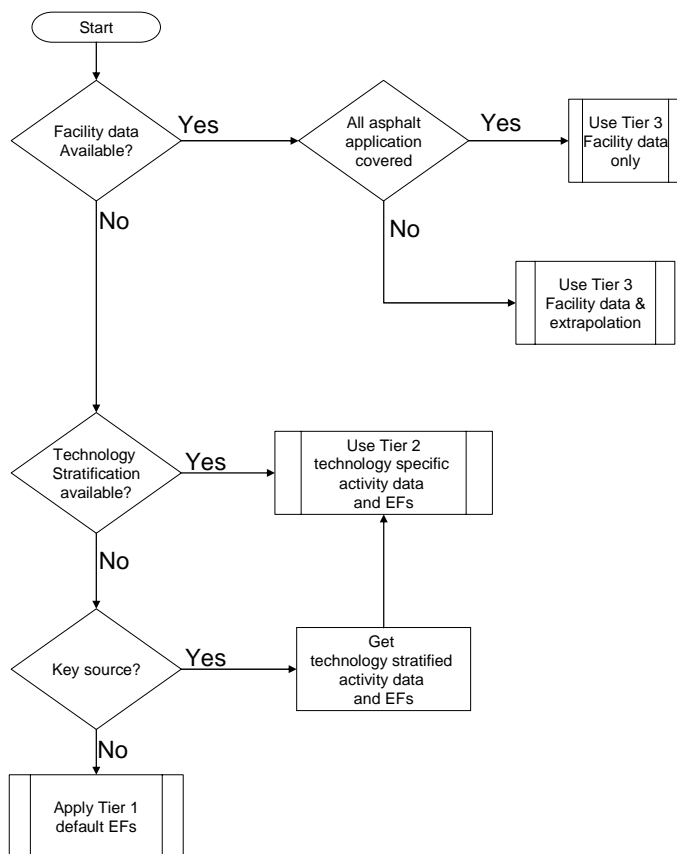 Start
Facility data
Available?
Yes
All asphalt
application
covered
Yes
Use Tier 3
Facility data
only
No
No
Use Tier 3
Facility data &
extrapolation
Technology
Stratification
available?
Yes
Use Tier 2
technology specific
activity data
and EFs
No
Key source?
Yes
Get
technology stratified
activity data
and EFs
No
Apply Tier 1
default EFs